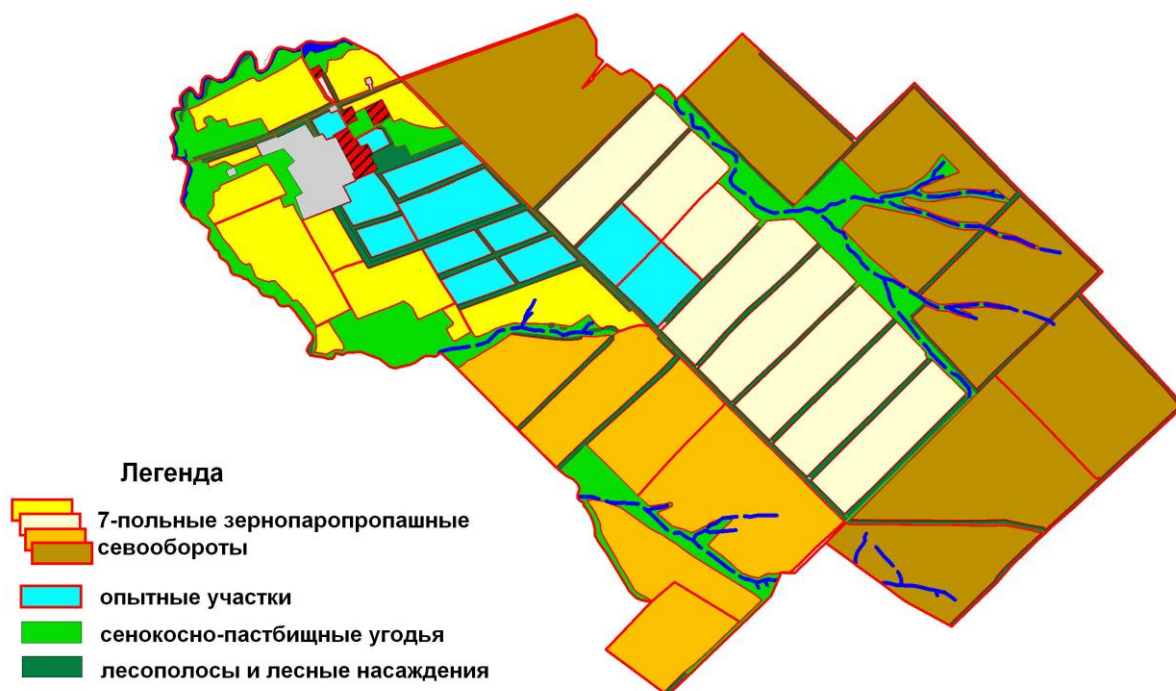 Легенда
7-польные зернопаропропашные
севообороты
опытные участки
сенокосно-пастбищные угодья
лесополосы и лесные насаждения